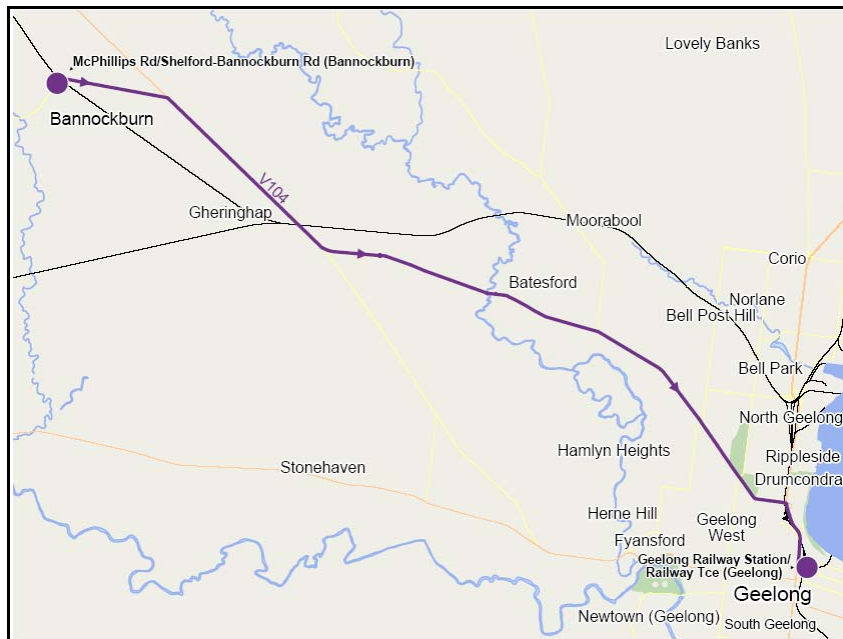 Lovely Banks
McPhillips Rd/Shelford-Bannockburn Rd (Bannockburn)
Bannockburn
V104
Gheringhap
Moorabool
Corio
Batesford
Norlane
Bell Post Hill
Bell Park
North Geelong
Hamlyn Heights
Rippleside
Stonehaven
Drumcondra
Herne Hill
Geelong
West
Fyansford
Geelong Railway Station/
Railway Tce (Geelong)
Geelong
Newtown (Geelong)
South Geelong